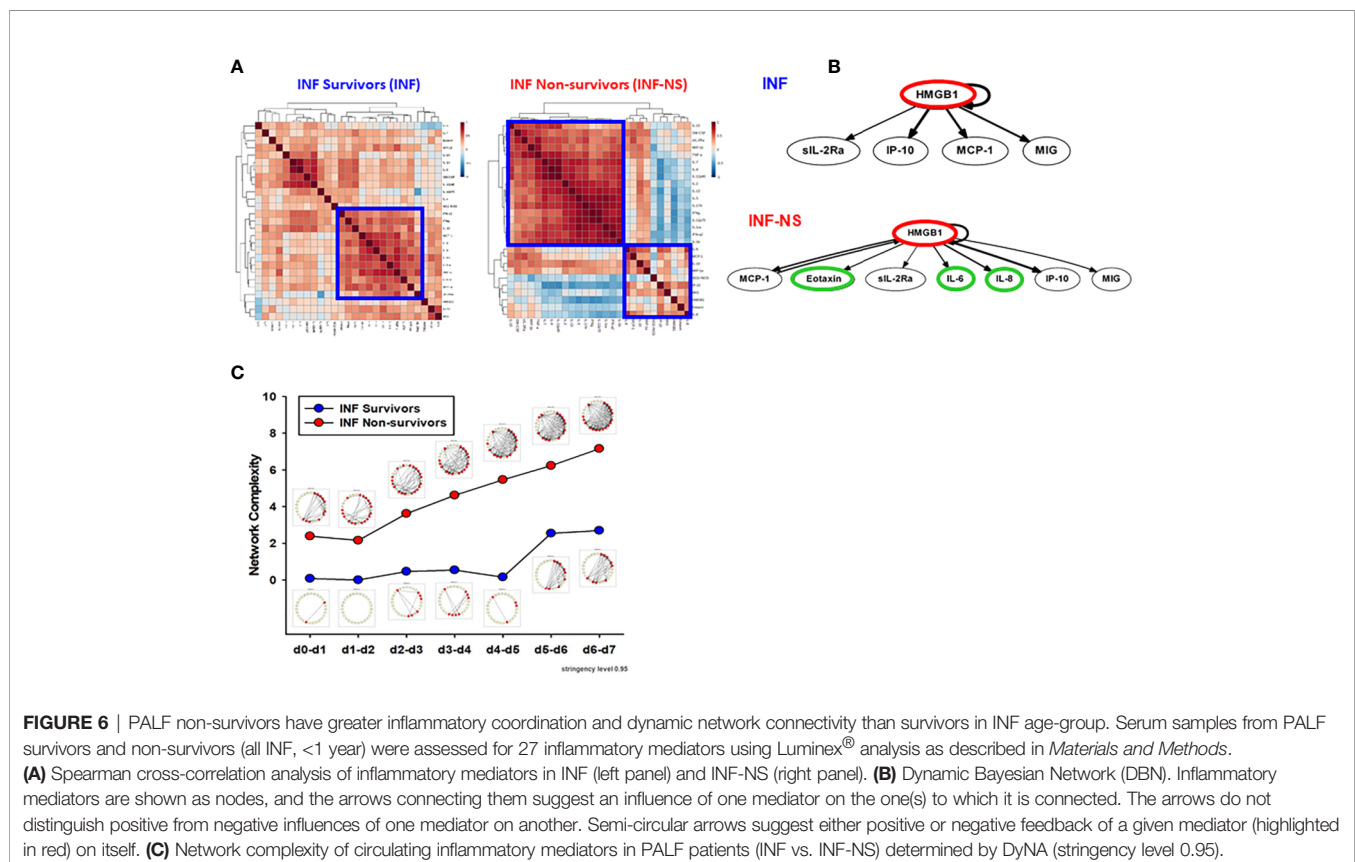 A
INF Survivors (INF)
INF Non-survivors (INF-NS)
INF
B
HMGB1
sIL-2Ra
IP-10
MCP-1
MIG
INF-NS
HMGB1
MCP-1
Eotaxin
sIL-2Ra
IL-6
IL-8
IP-10
MIG
C
INF Survivors
INF Non-survivors
Network Complexity
10
8
6
4
2
0
d0-d1
d1-d2
d2-d3
d3-d4
d4-d5
d5-d6
d6-d7
stringency level 0.95
FIGURE 6 | PALF non-survivors have greater inflammatory coordination and dynamic network connectivity than survivors in INF age-group. Serum samples from PALF
survivors and non-survivors (all INF, <1 year) were assessed for 27 inflammatory mediators using Luminex® analysis as described in Materials and Methods.
(A) Spearman cross-correlation analysis of inflammatory mediators in INF (left panel) and INF-NS (right panel). (B) Dynamic Bayesian Network (DBN). Inflammatory
mediators are shown as nodes, and the arrows connecting them suggest an influence of one mediator on the one(s) to which it is connected. The arrows do not
distinguish positive from negative influences of one mediator on another. Semi-circular arrows suggest either positive or negative feedback of a given mediator (highlighted
in red) on itself. (C) Network complexity of circulating inflammatory mediators in PALF patients (INF vs. INF-NS) determined by DyNA (stringency level 0.95).